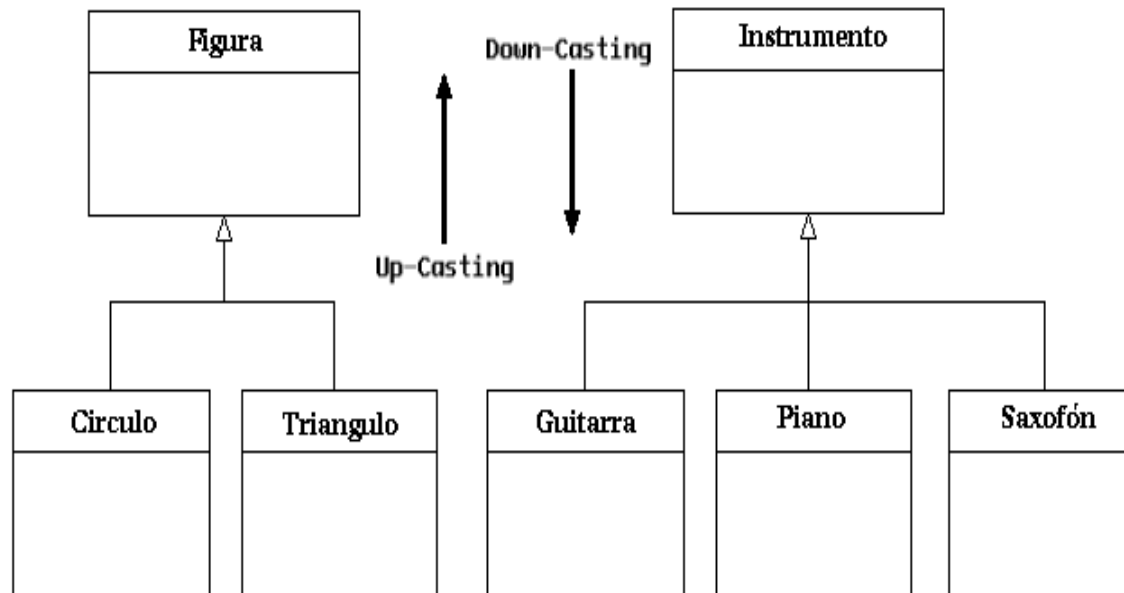 Figura
Down-Casting
Instrumento
Up-Casting
Circulo
Triangulo
Guitarra
Piano
Saxofón